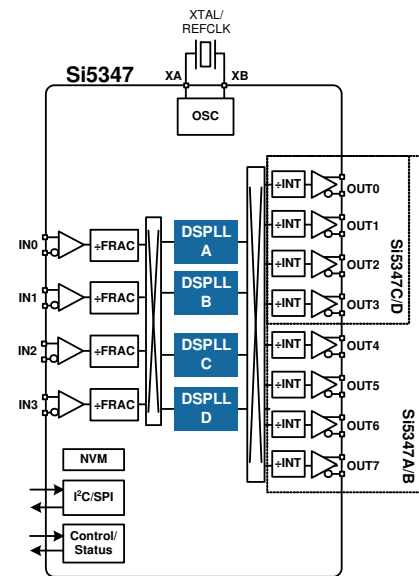 XTAL/
REFCLK
Si5347
XA
XB
OSC
IN0
÷FRAC
IN1
÷FRAC
IN2
÷FRAC
IN3
÷FRAC
DSPLL
A
DSPLL
B
DSPLL
C
DSPLL
D
÷INT
OUT0
÷INT
OUT1
÷INT
OUT2
÷INT
OUT3
÷INT
OUT4
÷INT
OUT5
÷INT
OUT6
÷INT
OUT7
Si5347C/D
Si5347A/B
NVM
I²C/SPI
Control/
Status